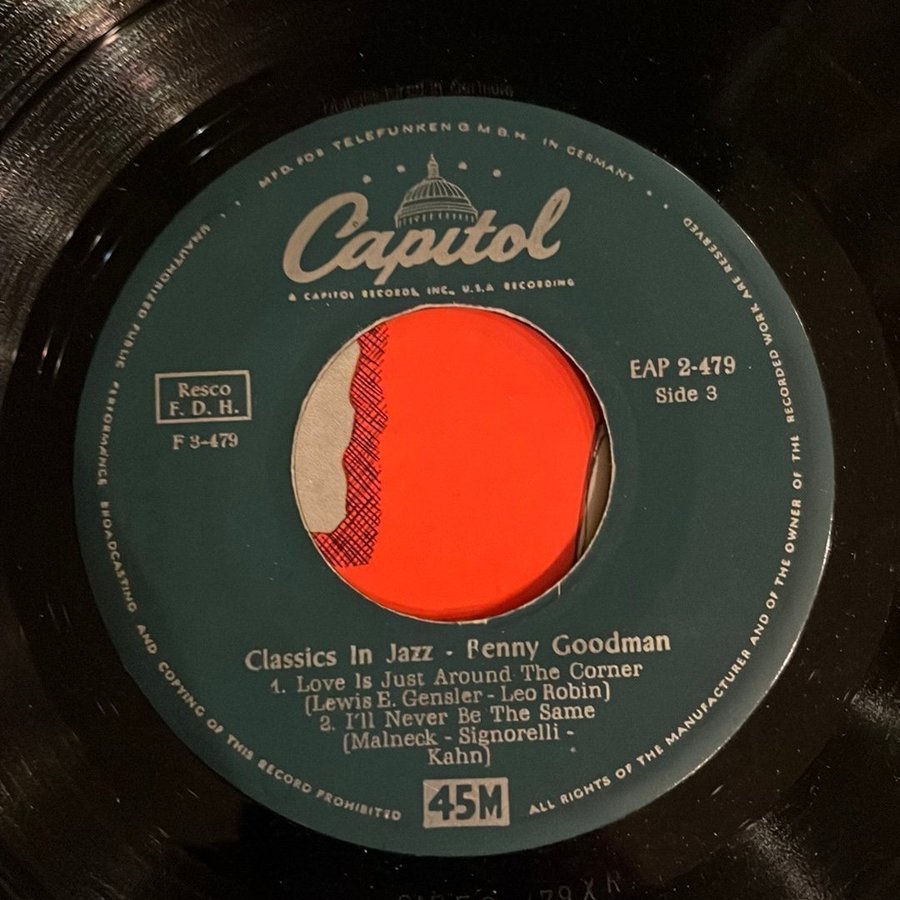 MFD. FOR TELEFUNKEN G.M.B.H. IN GERMANY
Capitol
A CAPITOL RECORDS, INC., U.S.A. RECORDING
Resco
F. D. H.
F 3-479
EAP 2-479
Side 3
Classics In Jazz - Benny Goodman
1. Love Is Just Around The Corner
(Lewis E. Gensler - Leo Robin)
2. I'll Never Be The Same
(Malneck - Signorelli -
Kahn)
45M
ALL RIGHTS OF THE MANUFACTURER AND OF THE OWNER OF THE RECORDED WORK ARE RESERVED
UNAUTHORIZED PUBLIC PERFORMANCE BROADCASTING AND COPYING OF THIS RECORD PROHIBITED